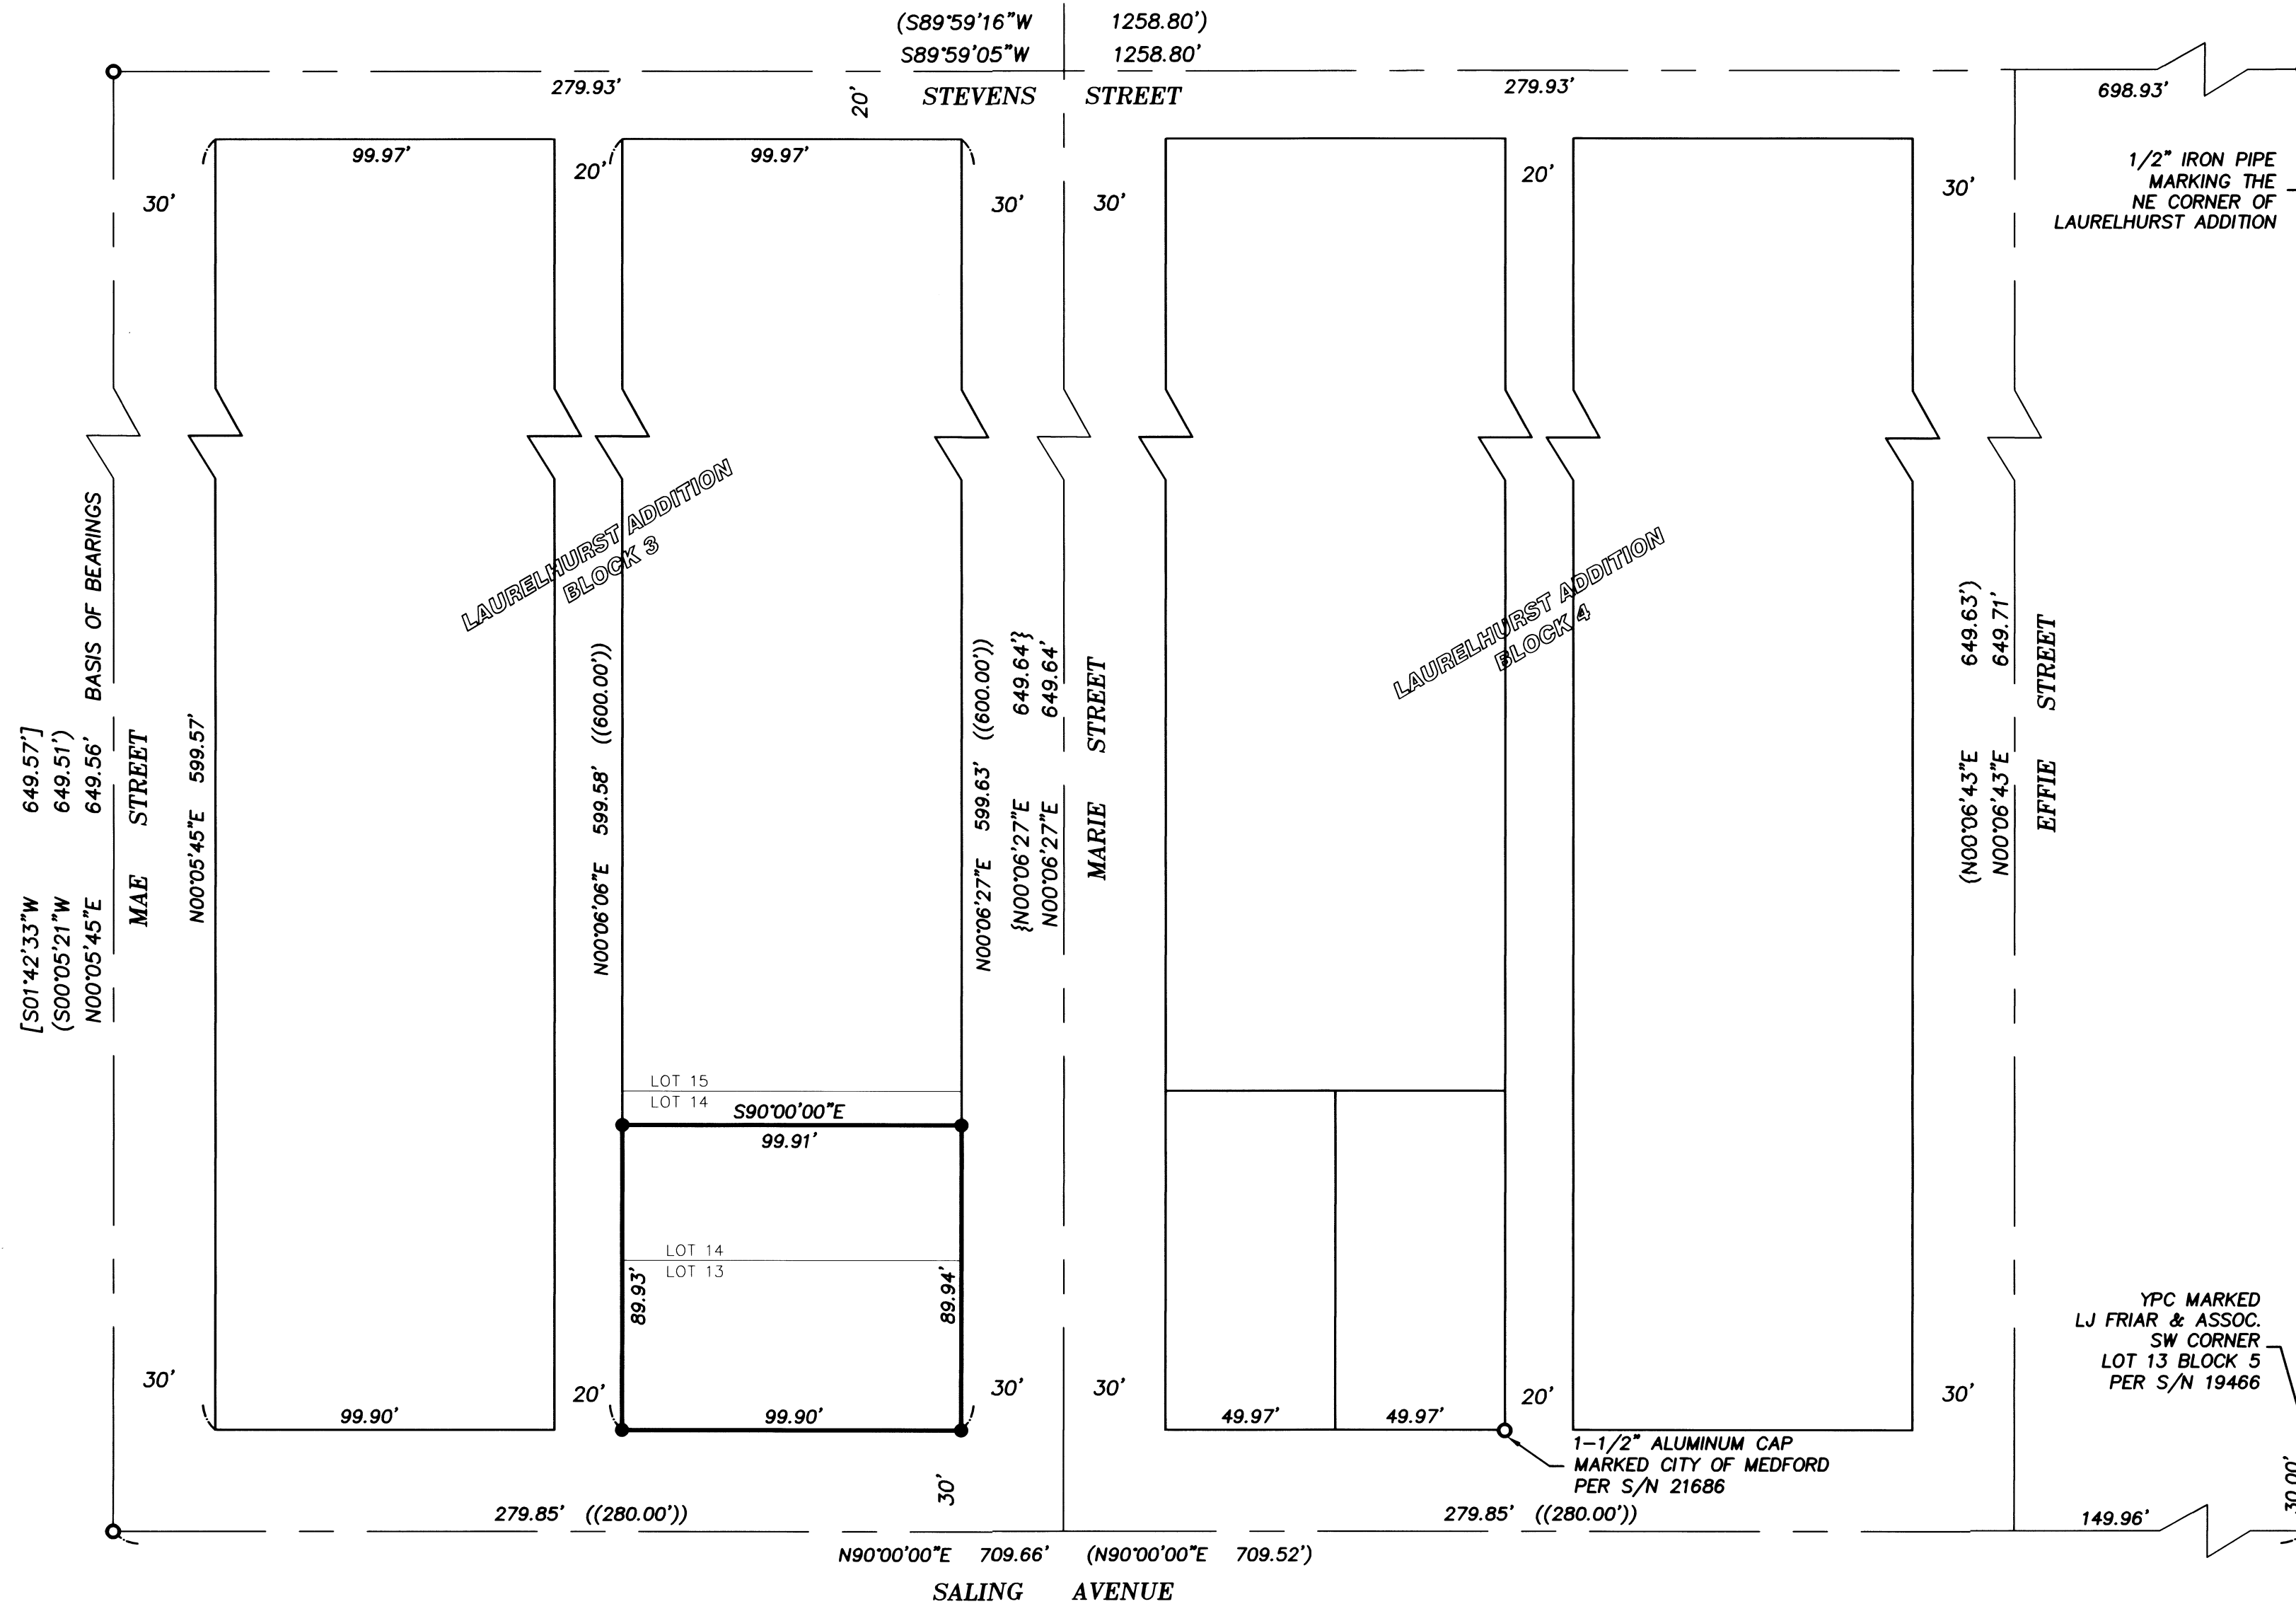 (S89°59'16"W 1258.80')
S89°59'05"W 1258.80'
279.93'
20'
STEVENS STREET
279.93'
698.93'
99.97'
20'
99.97'
20'
1/2" IRON PIPE
MARKING THE
NE CORNER OF
LAURELHURST ADDITION
30'
30'
30'
30'
LAURELHURST ADDITION
BLOCK 3
LAURELHURST ADDITION
BLOCK 4
[S01°42'33"W 649.57']
(S00°05'21"W 649.51')
N00°05'45"E 649.56' BASIS OF BEARINGS
MAE STREET
N00°05'45"E 599.57'
N00°06'06"E 599.58' ((600.00'))
N00°06'27"E 599.63' ((600.00'))
{N00°06'27"E 649.64'}
N00°06'27"E 649.64'
MARIE STREET
(N00°06'43"E 649.63')
N00°06'43"E 649.71'
EFFIE STREET
LOT 15
LOT 14
S90°00'00"E
99.91'
LOT 14
LOT 13
89.93'
89.94'
YPC MARKED
LJ FRIAR & ASSOC.
SW CORNER
LOT 13 BLOCK 5
PER S/N 19466
30'
20'
30'
30'
20'
30'
99.90'
99.90'
49.97'
49.97'
1-1/2" ALUMINUM CAP
MARKED CITY OF MEDFORD
PER S/N 21686
30'
30.00'
279.85' ((280.00'))
279.85' ((280.00'))
149.96'
N90°00'00"E 709.66' (N90°00'00"E 709.52')
SALING AVENUE